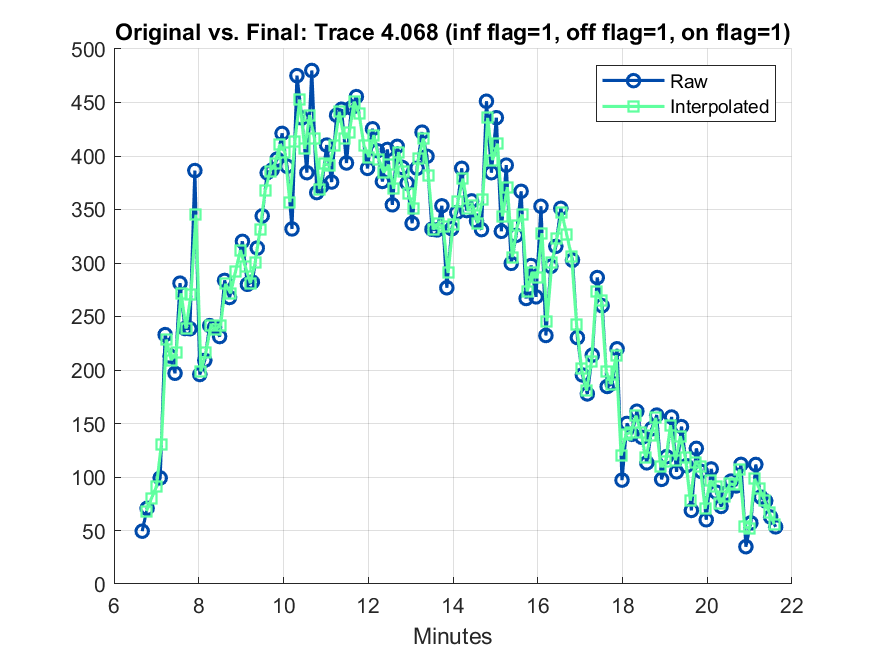 Original vs. Final: Trace 4.068 (inf flag=1, off flag=1, on flag=1)
500
450
400
350
300
250
200
150
100
50
0
Raw
Interpolated
6 8 10 12 14 16 18 20 22
Minutes